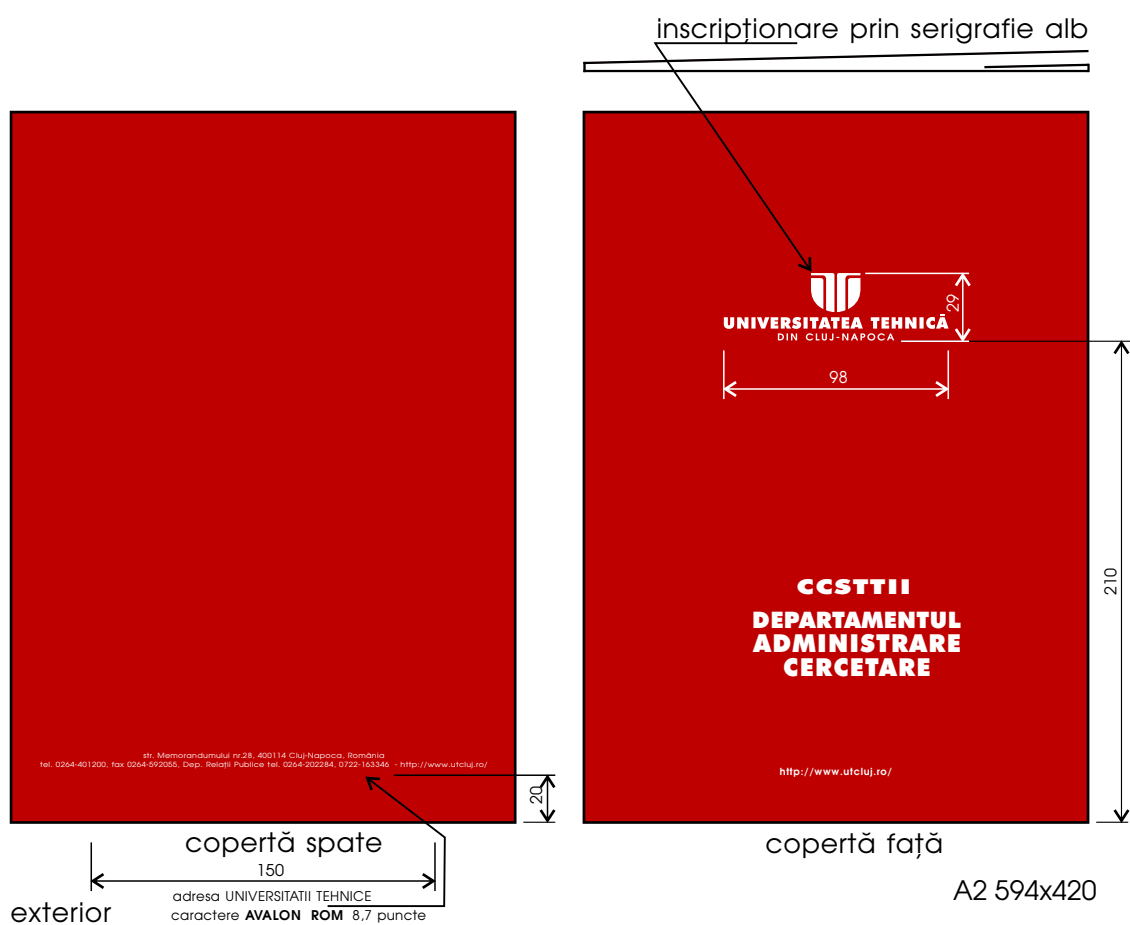 inscripționare prin serigrafie alb
UNIVERSITATEA TEHNICĂ
DIN CLUJ-NAPOCA
29
98
210
CCSTTII
DEPARTAMENTUL
ADMINISTRARE
CERCETARE
http://www.utcluj.ro/
str. Memorandumului nr.28, 400114 Cluj-Napoca, România
tel. 0264-401200, fax 0264-592055, Dep. Relații Publice tel. 0264-202284, 0722-163346 - http://www.utcluj.ro/
20
copertă spate
copertă față
150
adresa UNIVERSITATII TEHNICE
caractere AVALON ROM 8,7 puncte
exterior
A2 594x420